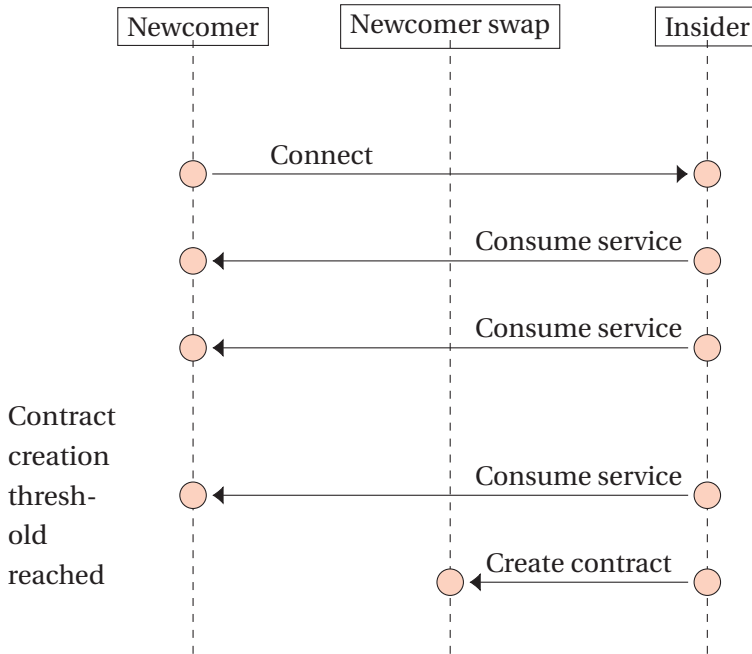 Newcomer
Newcomer swap
Insider
Connect
Consume service
Consume service
Contract
creation
thresh-
old
reached
Consume service
Create contract